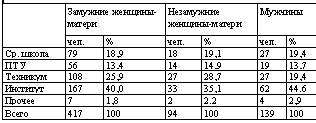 Замужние женщины-матери Незамужние женщины-матери Мужчины
чел. % чел. % чел. %
Ср. школа 79 18,9 18 19,1 27 19,4
ПТУ 56 13.4 14 14,9 19 13.7
Техникум 108 25,9 27 28,7 27 19,4
Институт 167 40,0 33 35,1 62 44.6
Прочее 7 1,8 2 2.2 4 2,9
Всего 417 100 94 100 139 100